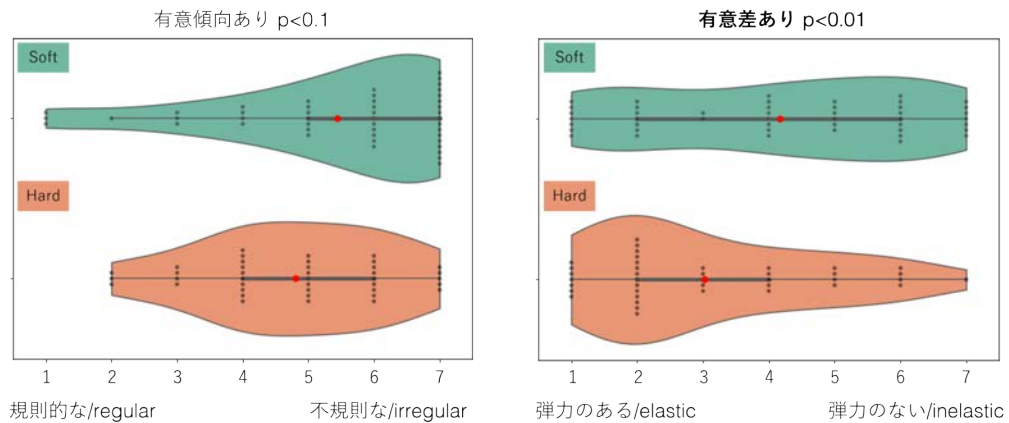 有意傾向あり p<0.1
Soft
Hard
1 2 3 4 5 6 7
規則的な/regular 不規則な/irregular
有意差あり p<0.01
Soft
Hard
1 2 3 4 5 6 7
弾力のある/elastic 弾力のない/inelastic